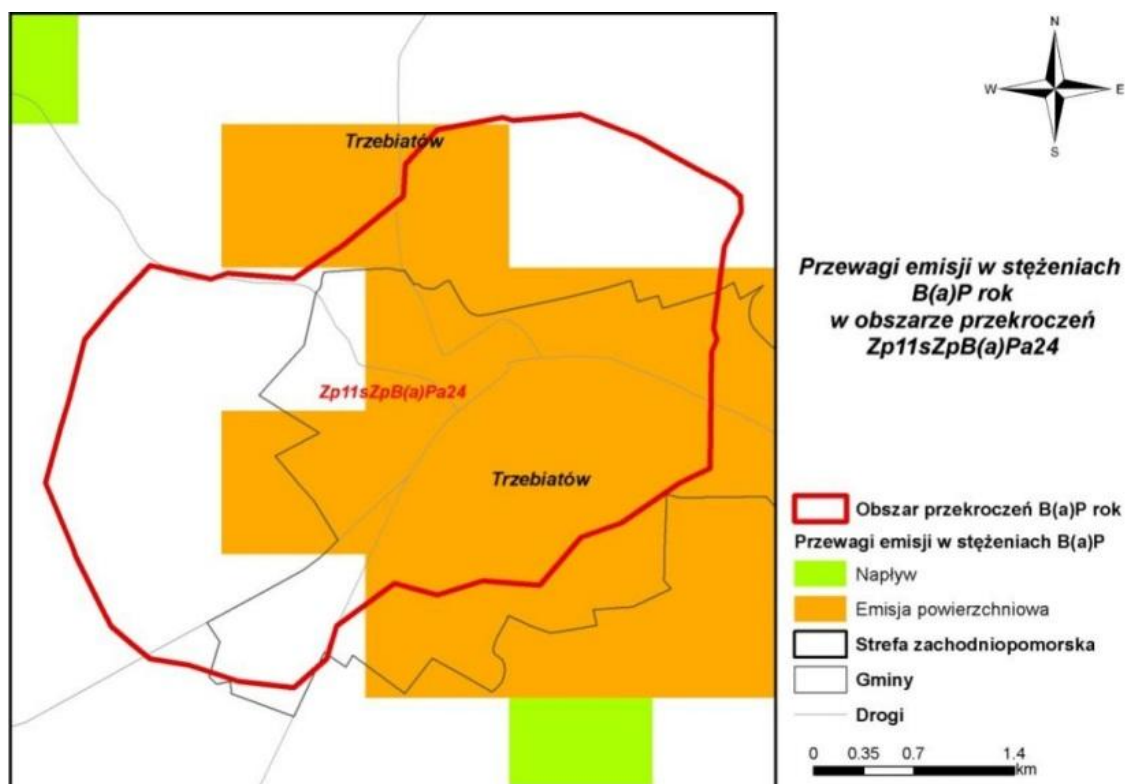 Trzebiatów
Zp11sZpB(a)Pa24
Trzebiatów
N
W
E
S
Przewagi emisji w stężeniach
B(a)P rok
w obszarze przekroczeń
Zp11sZpB(a)Pa24
Obszar przekroczeń B(a)P rok
Przewagi emisji w stężeniach B(a)P
Napływ
Emisja powierzchniowa
Strefa zachodniopomorska
Gminy
Drogi
0 0.35 0.7 1.4
km